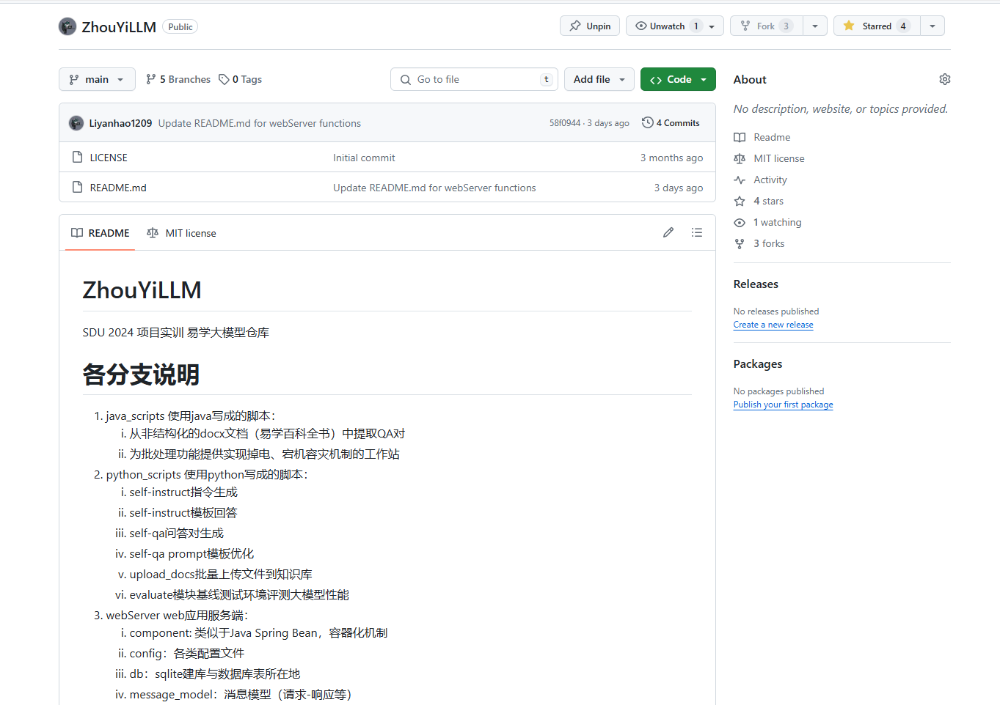 ZhouYiLLM Public Unpin Unwatch 1 Fork 3 Starred 4
main 5 Branches 0 Tags Go to file t Add file Code
Liyanhao1209 Update README.md for webServer functions 58f0944 · 3 days ago 4 Commits
LICENSE Initial commit 3 months ago
README.md Update README.md for webServer functions 3 days ago
README MIT license
ZhouYiLLM
SDU 2024 项目实训 易学大模型仓库
各分支说明
1. java_scripts 使用java写成的脚本：
i. 从非结构化的docx文档（易学百科全书）中提取QA对
ii. 为批处理功能提供实现掉电、宕机容灾机制的工作站
2. python_scripts 使用python写成的脚本：
i. self-instruct指令生成
ii. self-instruct模板回答
iii. self-qa问答对生成
iv. self-qa prompt模板优化
v. upload_docs批量上传文件到知识库
vi. evaluate模块基线测试环境评测大模型性能
3. webServer web应用服务端：
i. component: 类似于Java Spring Bean，容器化机制
ii. config：各类配置文件
iii. db：sqlite建库与数据库表所在地
iv. message_model：消息模型（请求-响应等）
About
No description, website, or topics provided.
Readme
MIT license
Activity
4 stars
1 watching
3 forks
Releases
No releases published
Create a new release
Packages
No packages published
Publish your first package